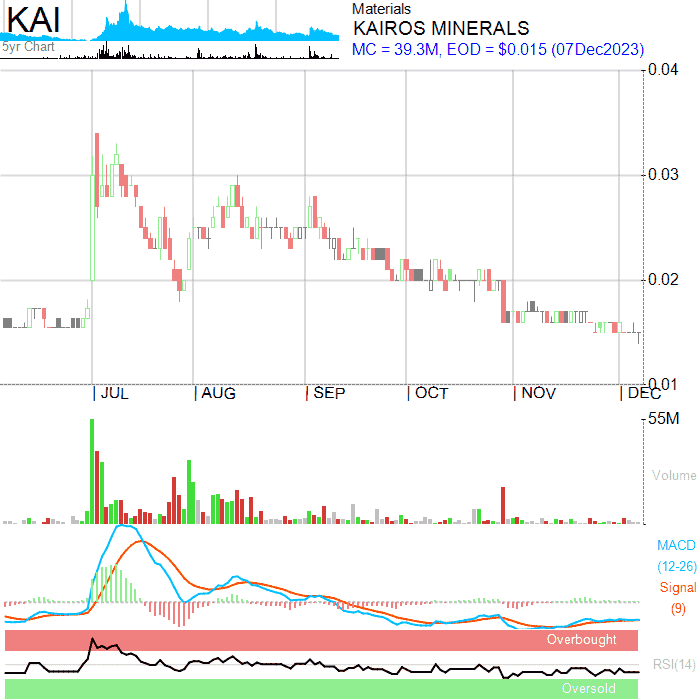 KAI
5yr Chart
Materials
KAIROS MINERALS
MC = 39.3M, EOD = $0.015 (07Dec2023)
0.04
0.03
0.02
0.01
JUL
AUG
SEP
OCT
NOV
DEC
55M
Volume
MACD
(12-26)
Signal
(9)
Overbought
RSI(14)
Oversold